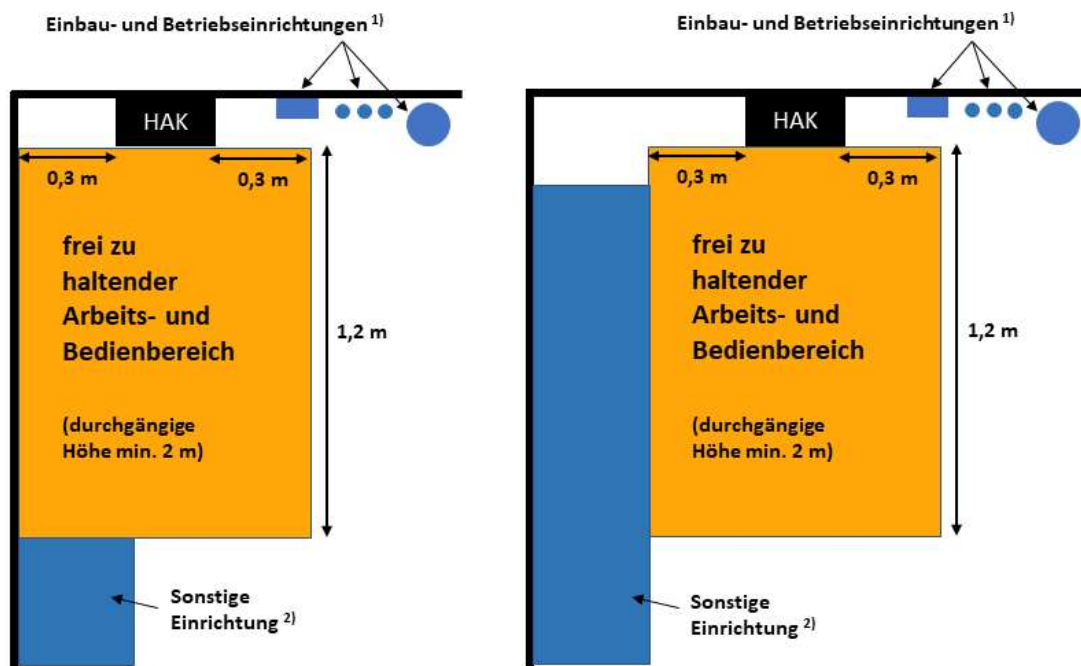 Einbau- und Betriebseinrichtungen 1)
HAK
0,3 m
0,3 m
frei zu
haltender
Arbeits- und
Bedienbereich
(durchgängige
Höhe min. 2 m)
1,2 m
Sonstige
Einrichtung 2)
Einbau- und Betriebseinrichtungen 1)
HAK
0,3 m
0,3 m
frei zu
haltender
Arbeits- und
Bedienbereich
(durchgängige
Höhe min. 2 m)
1,2 m
Sonstige
Einrichtung 2)